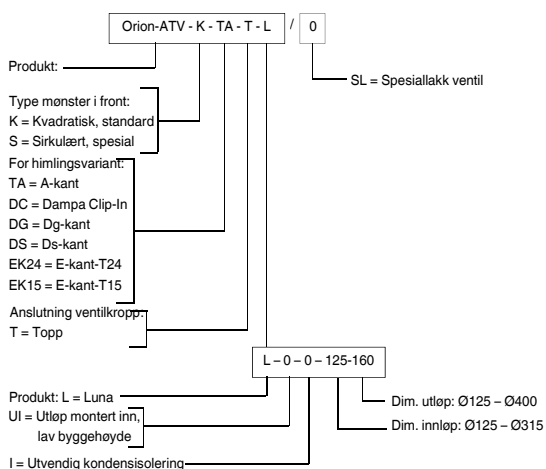 Orion-ATV - K - TA - T - L / 0
Produkt:
SL = Spesiallakk ventil
Type mønster i front:
K = Kvadratisk, standard
S = Sirkulært, spesial
For himlingsvariant:
TA = A-kant
DC = Dampa Clip-In
DG = Dg-kant
DS = Ds-kant
EK24 = E-kant-T24
EK15 = E-kant-T15
Anslutning ventilkropp:
T = Topp
L – 0 – 0 – 125-160
Produkt: L = Luna
Dim. utløp: Ø125 – Ø400
UI = Utløp montert inn,
lav byggehøyde
Dim. innløp: Ø125 – Ø315
I = Utvendig kondensisolering